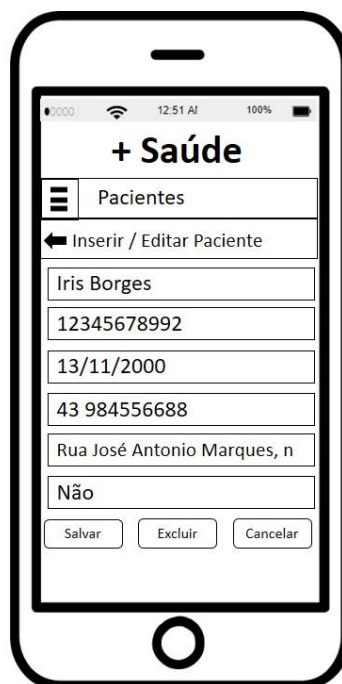 12:51 AI 100%
+ Saúde
Pacientes
Inserir / Editar Paciente
Iris Borges
12345678992
13/11/2000
43 984556688
Rua José Antonio Marques, n
Não
Salvar Excluir Cancelar